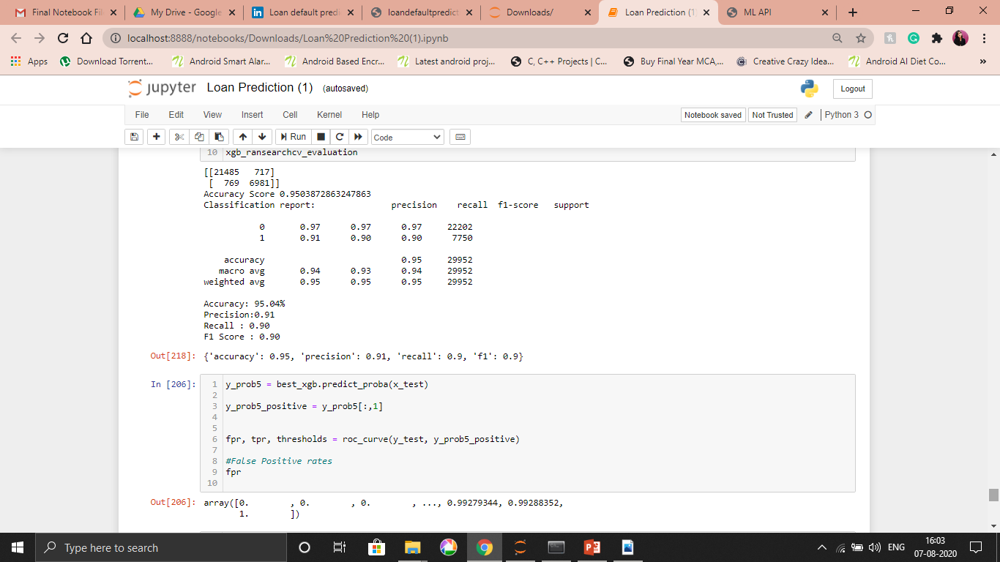 Final Notebook Fil
My Drive - Google
Loan default predi
loandefaultpredict
Downloads/
Loan Prediction (1
ML API
localhost:8888/notebooks/Downloads/Loan%20Prediction%20(1).ipynb
Apps
Download Torrent...
Android Smart Alar...
Android Based Encr...
Latest android proj...
C, C++ Projects | C...
Buy Final Year MCA,...
Creative Crazy Idea...
Android AI Diet Co...
»
jupyter Loan Prediction (1) (autosaved)
Logout
File Edit View Insert Cell Kernel Help
Notebook saved Not Trusted Python 3
Run Code
10 xgb_ransearchcv_evaluation
[[21485 717]
[ 769 6981]]
Accuracy Score 0.9503872863247863
Classification report: precision recall f1-score support
0 0.97 0.97 0.97 22202
1 0.91 0.90 0.90 7750
accuracy 0.95 29952
macro avg 0.94 0.93 0.94 29952
weighted avg 0.95 0.95 0.95 29952
Accuracy: 95.04%
Precision:0.91
Recall : 0.90
F1 Score : 0.90
Out[218]: {'accuracy': 0.95, 'precision': 0.91, 'recall': 0.9, 'f1': 0.9}
In [206]: 1 y_prob5 = best_xgb.predict_proba(x_test)
2
3 y_prob5_positive = y_prob5[:,1]
4
5
6 fpr, tpr, thresholds = roc_curve(y_test, y_prob5_positive)
7
8 #False Positive rates
9 fpr
10
Out[206]: array([0. , 0. , 0. , ..., 0.99279344, 0.99288352,
1. ])
Type here to search
ENG
16:03
07-08-2020